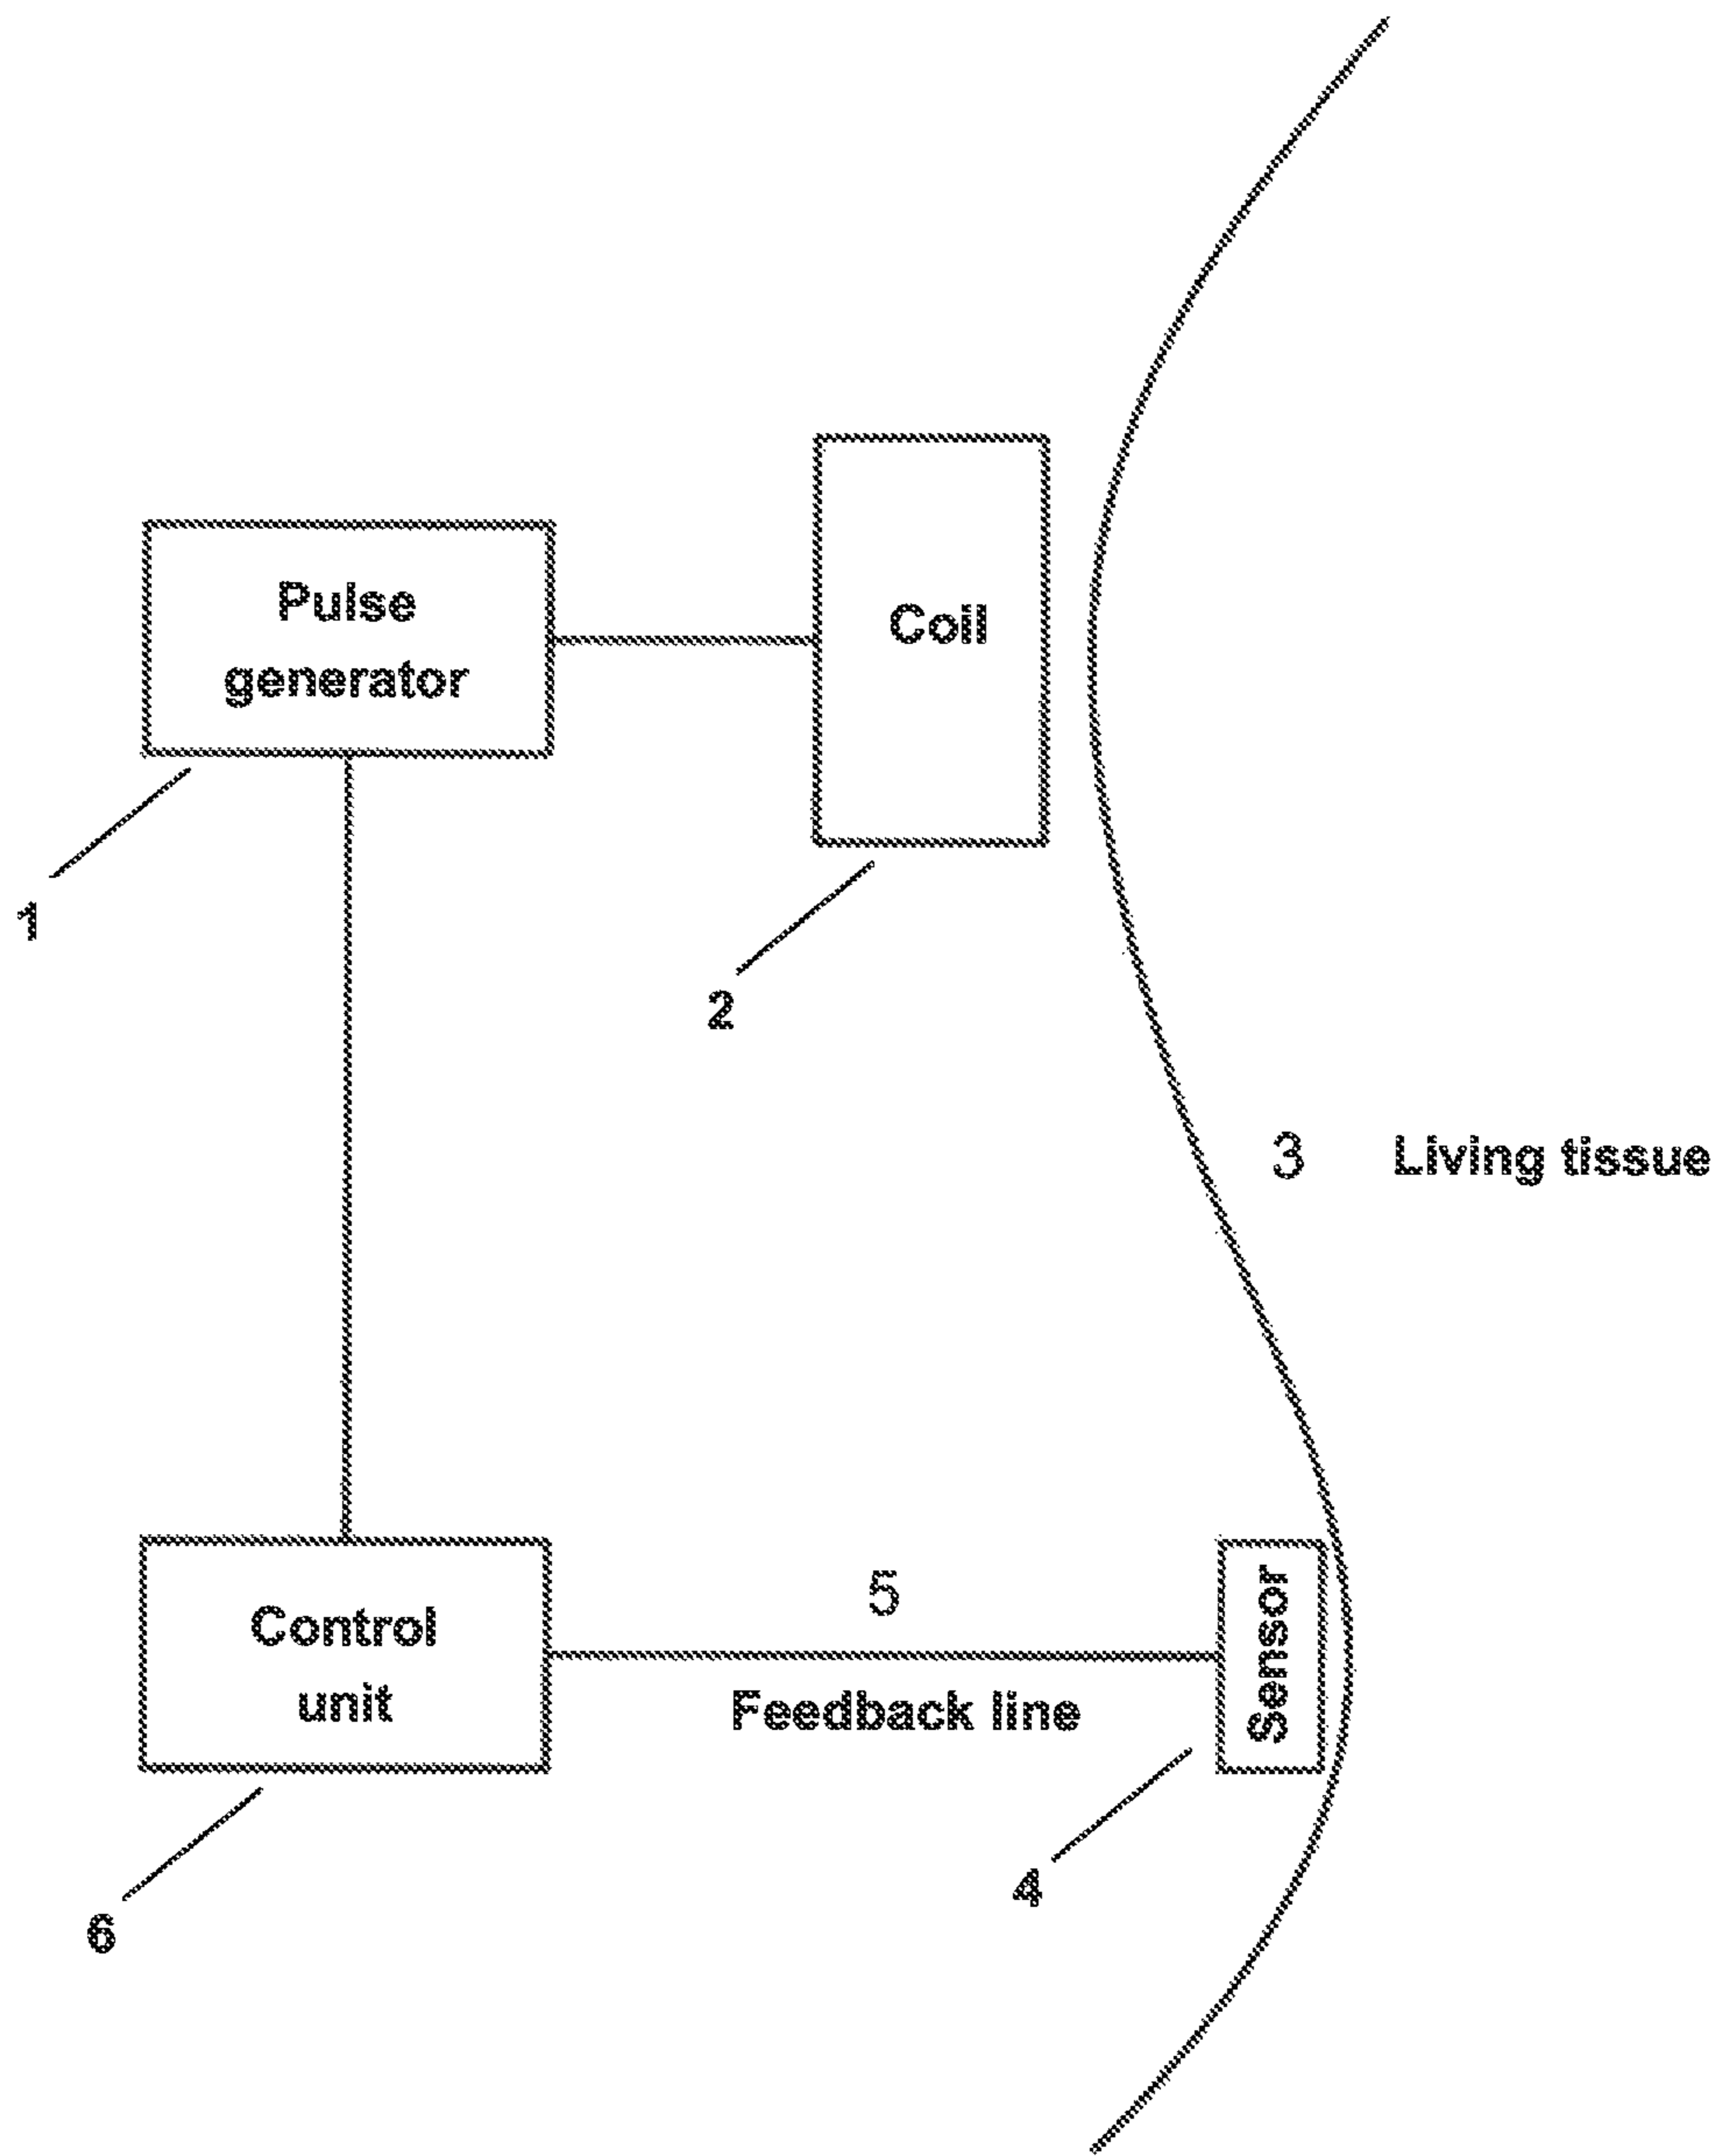 Pulse
generator
Coil
1
2
3 Living tissue
Control
unit
5
Feedback line
Sensor
4
6